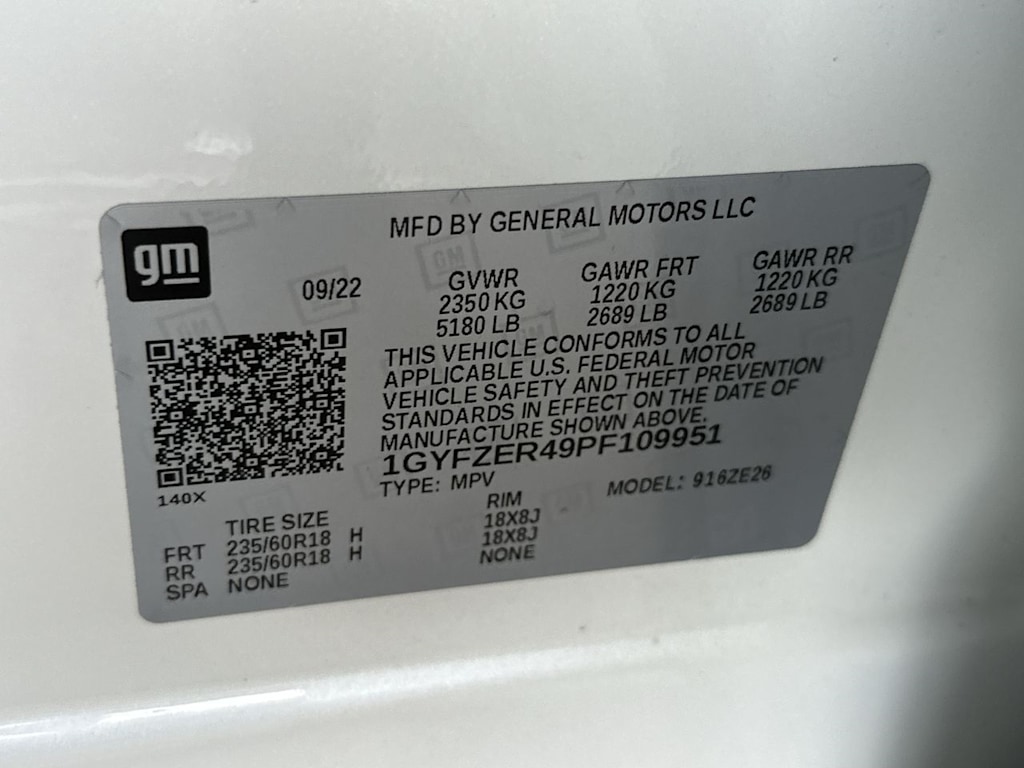 gm
MFD BY GENERAL MOTORS LLC
09/22
GVWR
2350 KG
5180 LB
GAWR FRT
1220 KG
2689 LB
GAWR RR
1220 KG
2689 LB
THIS VEHICLE CONFORMS TO ALL
APPLICABLE U.S. FEDERAL MOTOR
VEHICLE SAFETY AND THEFT PREVENTION
STANDARDS IN EFFECT ON THE DATE OF
MANUFACTURE SHOWN ABOVE.
1GYFZER49PF109951
TYPE: MPV MODEL: 916ZE26
140X
TIRE SIZE RIM
FRT 235/60R18 H 18X8J
RR 235/60R18 H 18X8J
SPA NONE NONE